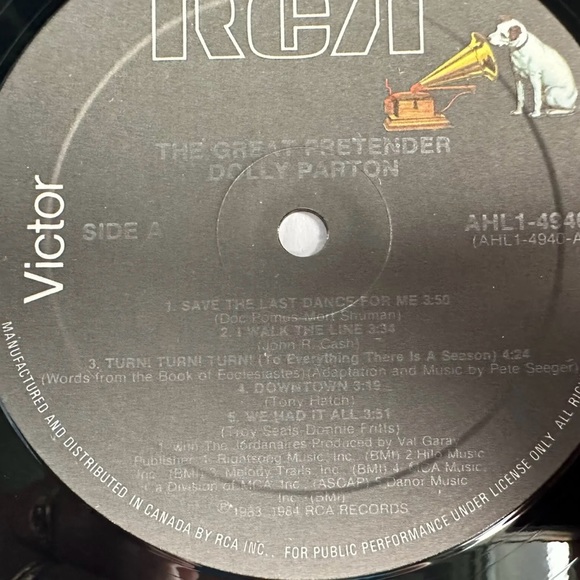 RCA
Victor
THE GREAT PRETENDER
DOLLY PARTON
SIDE A
AHL1-4940
(AHL1-4940-A
1. SAVE THE LAST DANCE FOR ME 3:50
(Doc Pomus-Mort Shuman)
2. I WALK THE LINE 3:34
(John R. Cash)
3. TURN! TURN! TURN! (To Everything There Is A Season) 4:24
(Words from the Book of Ecclesiastes)(Adaptation and Music by Pete Seeger)
4. DOWNTOWN 3:19
(Tony Hatch)
5. WE HAD IT ALL 3:51
(Troy Seals-Donnie Fritts)
1. with The Jordanaires Produced by Val Garay
Publisher: 1. Rightsong Music, Inc. (BMI) 2. Hilo Music
Inc. (BMI) 3. Melody Trails, Inc. (BMI) 4. MCA Music,
a Division of MCA Inc. (ASCAP) 5. Danor Music
Inc. (BMI)
℗ 1983, 1984 RCA RECORDS
MANUFACTURED AND DISTRIBUTED IN CANADA BY RCA INC.. FOR PUBLIC PERFORMANCE UNDER LICENSE ONLY. ALL RIG